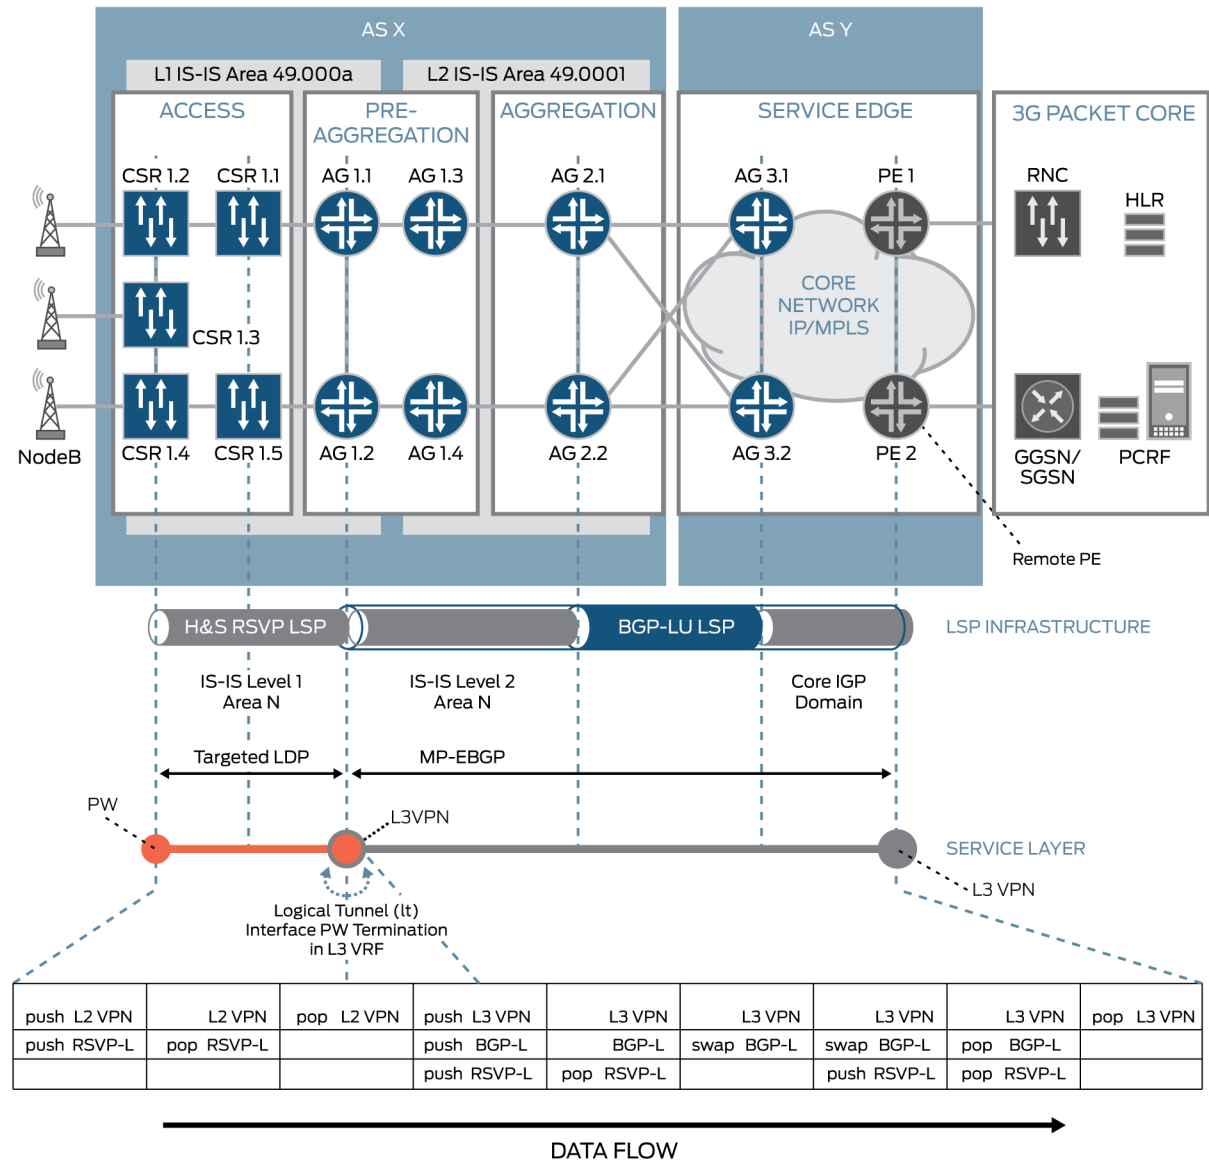 AS X
AS Y
L1 IS-IS Area 49.000a
L2 IS-IS Area 49.0001
ACCESS
PRE-
AGGREGATION
AGGREGATION
SERVICE EDGE
3G PACKET CORE
CSR 1.2
CSR 1.1
AG 1.1
AG 1.3
AG 2.1
AG 3.1
PE 1
RNC
HLR
CORE
NETWORK
IP/MPLS
CSR 1.3
NodeB
CSR 1.4
CSR 1.5
AG 1.2
AG 1.4
AG 2.2
AG 3.2
PE 2
GGSN/
SGSN
PCRF
Remote PE
H&S RSVP LSP
BGP-LU LSP
LSP INFRASTRUCTURE
IS-IS Level 1
Area N
IS-IS Level 2
Area N
Core IGP
Domain
Targeted LDP
MP-EBGP
PW
L3VPN
SERVICE LAYER
L3 VPN
Logical Tunnel (lt)
Interface PW Termination
in L3 VRF
push L2 VPN L2 VPN pop L2 VPN push L3 VPN L3 VPN L3 VPN L3 VPN L3 VPN pop L3 VPN
push RSVP-L pop RSVP-L push BGP-L BGP-L swap BGP-L swap BGP-L pop BGP-L
push RSVP-L pop RSVP-L push RSVP-L pop RSVP-L
DATA FLOW